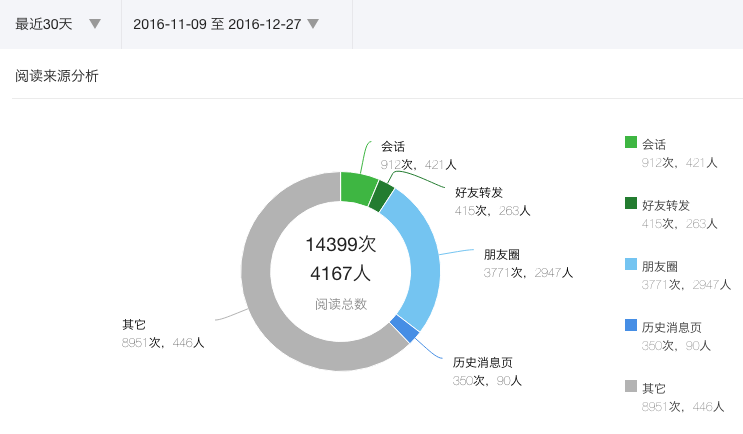 最近30天
2016-11-09 至 2016-12-27
阅读来源分析
会话
912次，421人
好友转发
415次，263人
朋友圈
3771次，2947人
历史消息页
350次，90人
其它
8951次，446人
14399次
4167人
阅读总数
会话
912次，421人
好友转发
415次，263人
朋友圈
3771次，2947人
历史消息页
350次，90人
其它
8951次，446人